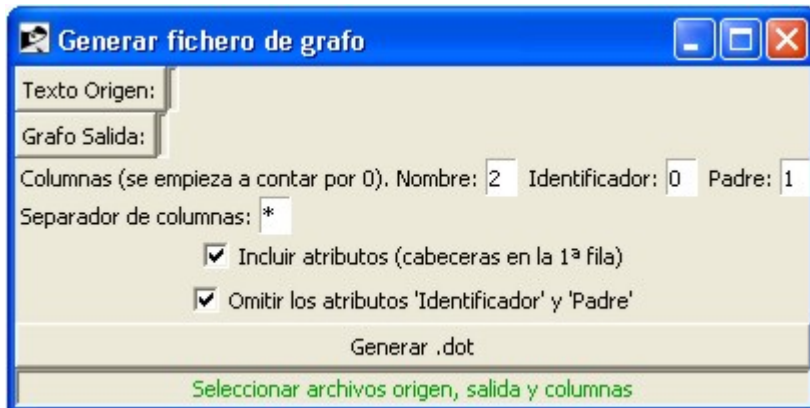 Generar fichero de grafo
Texto Origen:
Grafo Salida:
Columnas (se empieza a contar por 0). Nombre: 2 Identificador: 0 Padre: 1
Separador de columnas: *
Incluir atributos (cabeceras en la 1ª fila)
Omitir los atributos 'Identificador' y 'Padre'
Generar .dot
Seleccionar archivos origen, salida y columnas